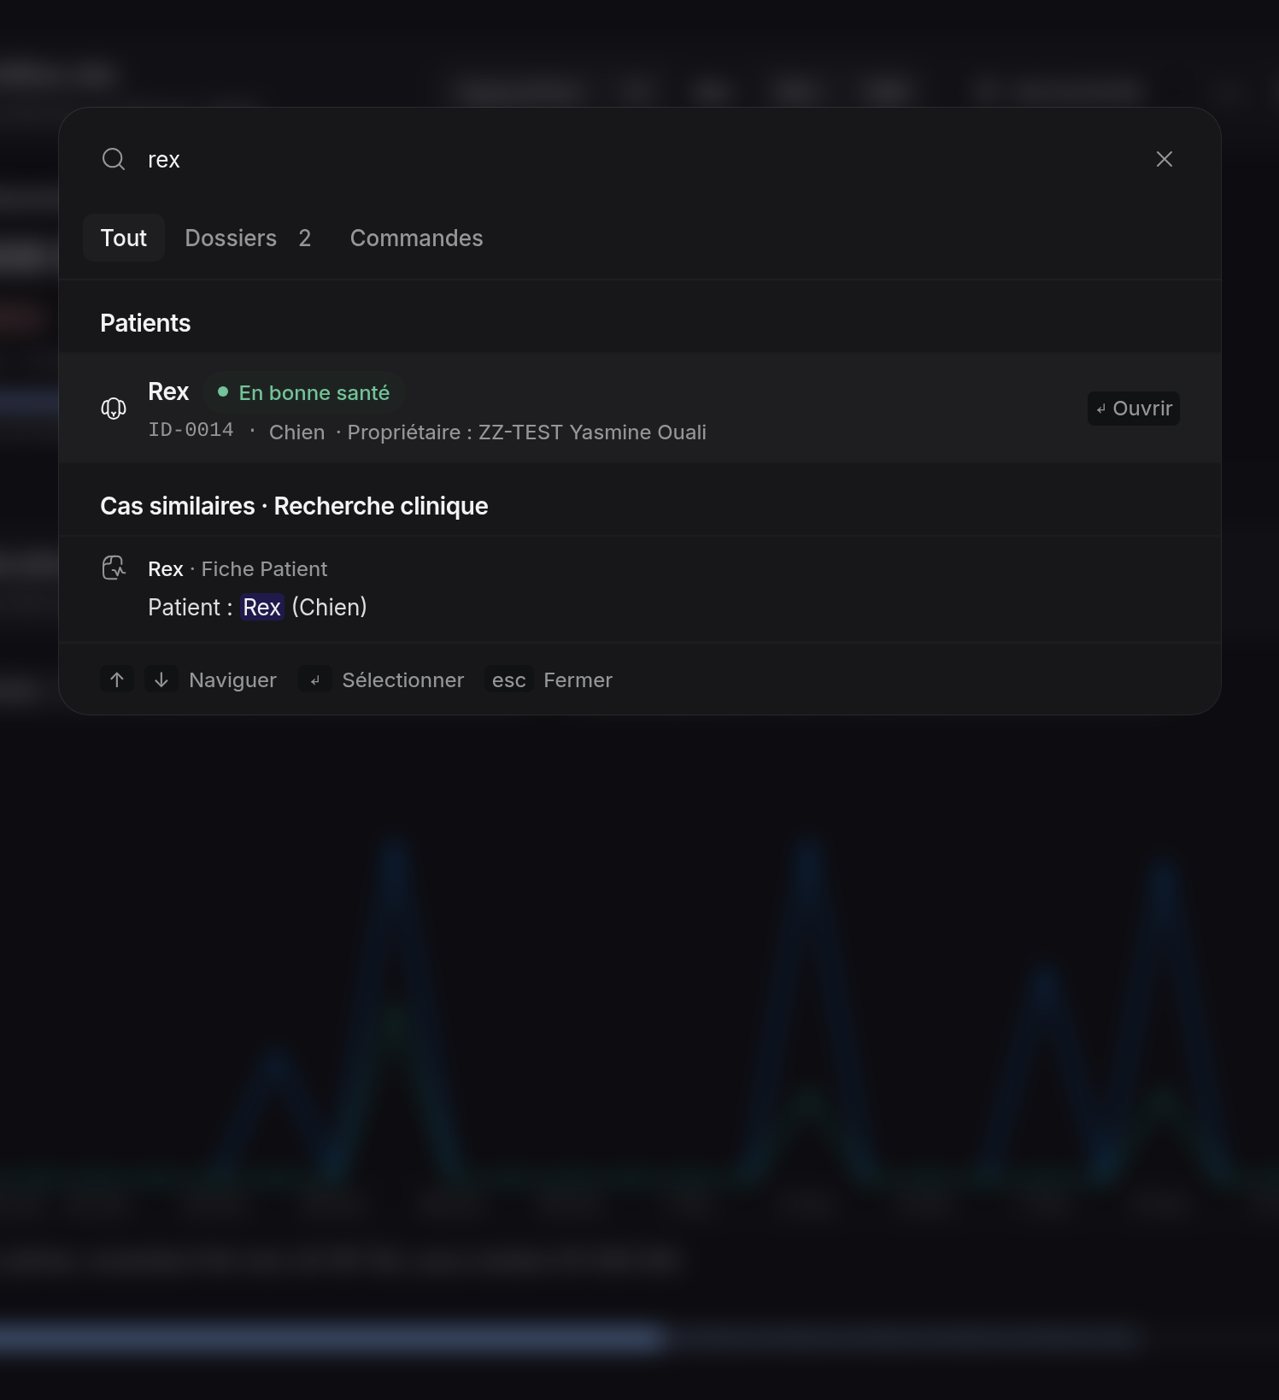 rex
Tout Dossiers 2 Commandes
Patients
Rex En bonne santé
ID-0014 · Chien · Propriétaire : ZZ-TEST Yasmine Ouali
↵ Ouvrir
Cas similaires · Recherche clinique
Rex · Fiche Patient
Patient : Rex (Chien)
↑ ↓ Naviguer ↵ Sélectionner esc Fermer